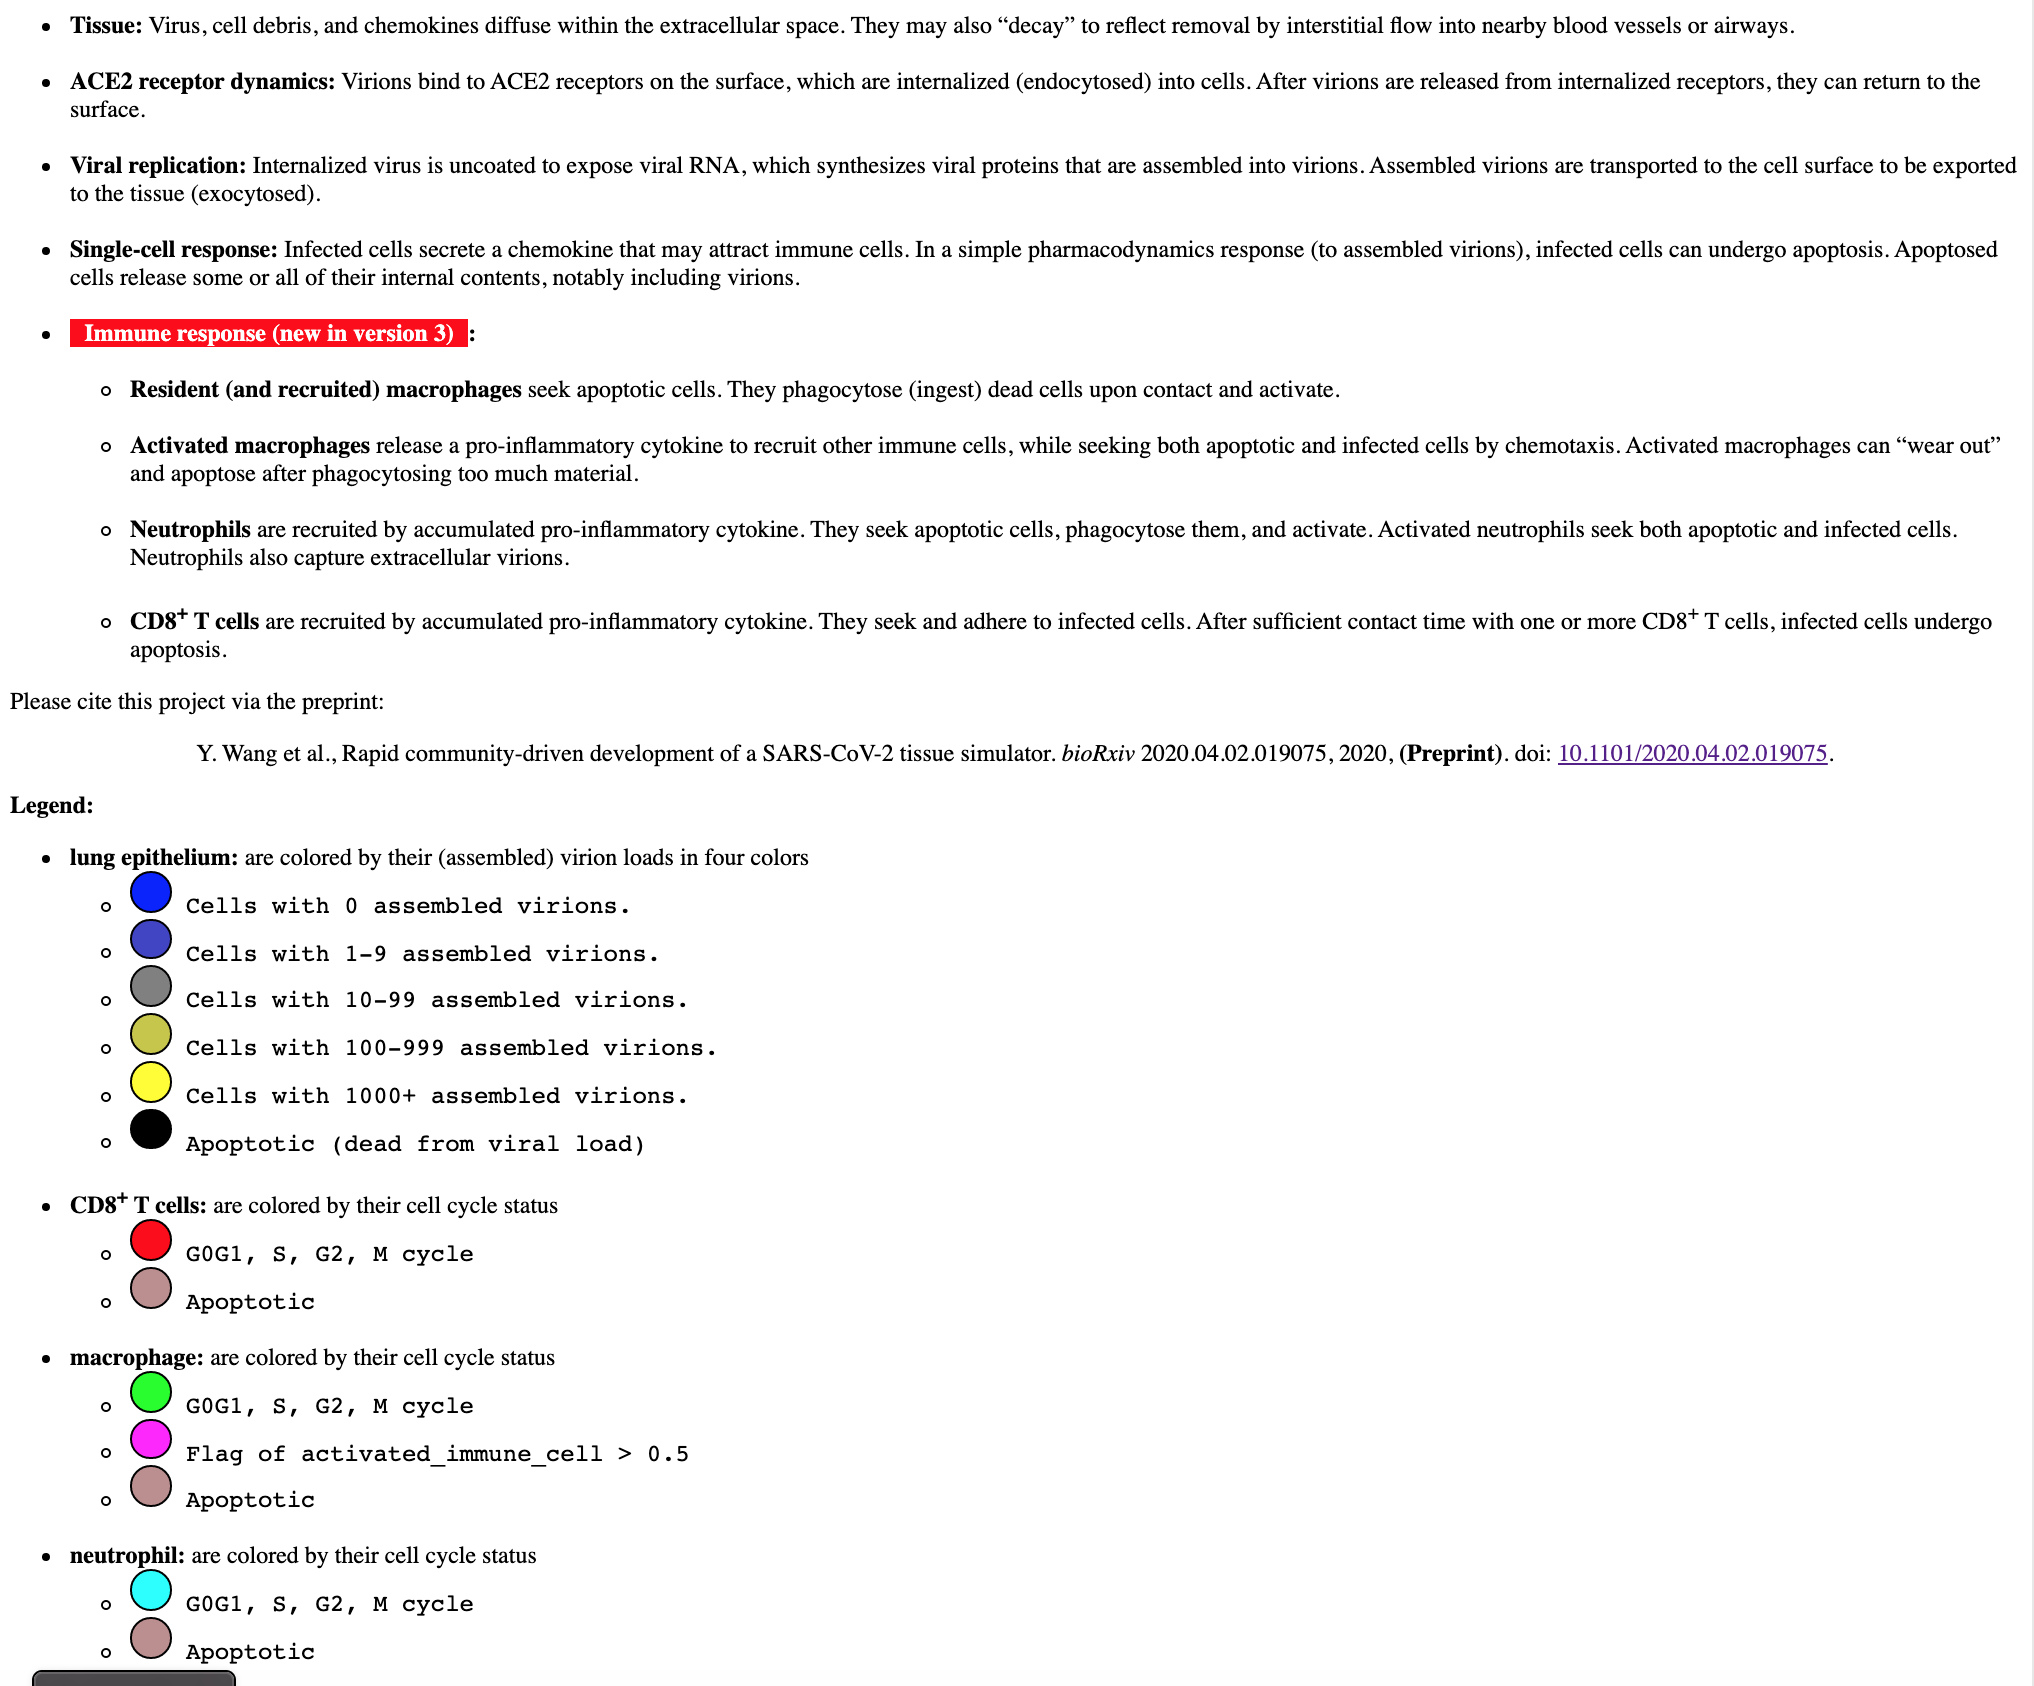 Tissue: Virus, cell debris, and chemokines diffuse within the extracellular space. They may also “decay” to reflect removal by interstitial flow into nearby blood vessels or airways.
ACE2 receptor dynamics: Virions bind to ACE2 receptors on the surface, which are internalized (endocytosed) into cells. After virions are released from internalized receptors, they can return to the
surface.
Viral replication: Internalized virus is uncoated to expose viral RNA, which synthesizes viral proteins that are assembled into virions. Assembled virions are transported to the cell surface to be exported
to the tissue (exocytosed).
Single-cell response: Infected cells secrete a chemokine that may attract immune cells. In a simple pharmacodynamics response (to assembled virions), infected cells can undergo apoptosis. Apoptosed
cells release some or all of their internal contents, notably including virions.
Immune response (new in version 3) :
Resident (and recruited) macrophages seek apoptotic cells. They phagocytose (ingest) dead cells upon contact and activate.
Activated macrophages release a pro-inflammatory cytokine to recruit other immune cells, while seeking both apoptotic and infected cells by chemotaxis. Activated macrophages can “wear out”
and apoptose after phagocytosing too much material.
Neutrophils are recruited by accumulated pro-inflammatory cytokine. They seek apoptotic cells, phagocytose them, and activate. Activated neutrophils seek both apoptotic and infected cells.
Neutrophils also capture extracellular virions.
CD8⁺ T cells are recruited by accumulated pro-inflammatory cytokine. They seek and adhere to infected cells. After sufficient contact time with one or more CD8⁺ T cells, infected cells undergo
apoptosis.
Please cite this project via the preprint:
Y. Wang et al., Rapid community-driven development of a SARS-CoV-2 tissue simulator. bioRxiv 2020.04.02.019075, 2020, (Preprint). doi: 10.1101/2020.04.02.019075.
Legend:
lung epithelium: are colored by their (assembled) virion loads in four colors
Cells with 0 assembled virions.
Cells with 1-9 assembled virions.
Cells with 10-99 assembled virions.
Cells with 100-999 assembled virions.
Cells with 1000+ assembled virions.
Apoptotic (dead from viral load)
CD8⁺ T cells: are colored by their cell cycle status
G0G1, S, G2, M cycle
Apoptotic
macrophage: are colored by their cell cycle status
G0G1, S, G2, M cycle
Flag of activated_immune_cell > 0.5
Apoptotic
neutrophil: are colored by their cell cycle status
G0G1, S, G2, M cycle
Apoptotic